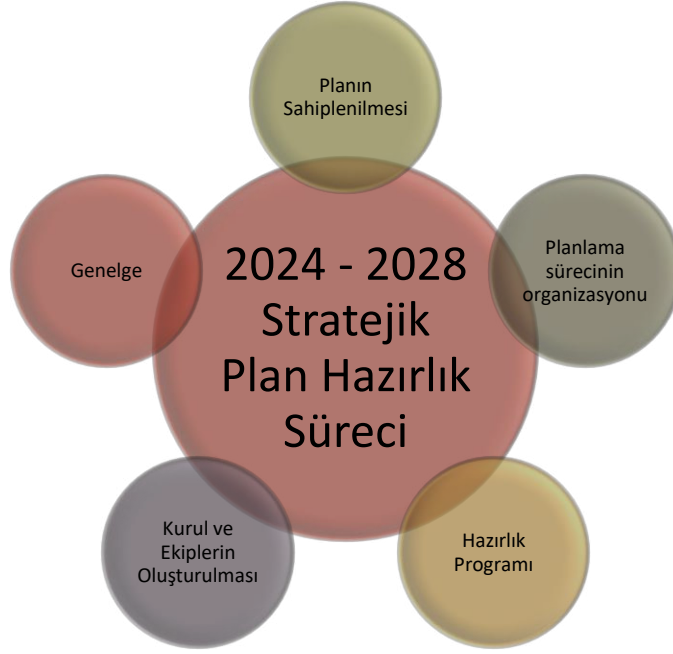 Planın
Sahiplenilmesi
Planlama
sürecinin
organizasyonu
Hazırlık
Programı
Kurul ve
Ekiplerin
Oluşturulması
Genelge
2024 - 2028
Stratejik
Plan Hazırlık
Süreci